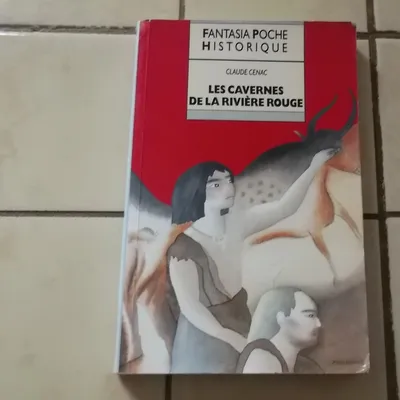 FANTASIA POCHE
HISTORIQUE
CLAUDE CENAC
LES CAVERNES
DE LA RIVIÈRE ROUGE